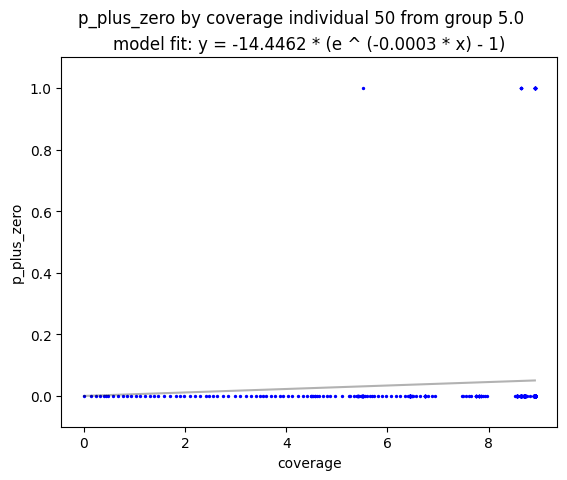 p_plus_zero by coverage individual 50 from group 5.0
model fit: y = -14.4462 * (e ^ (-0.0003 * x) - 1)
1.0
0.8
0.6
0.4
0.2
0.0
p_plus_zero
0 2 4 6 8
coverage